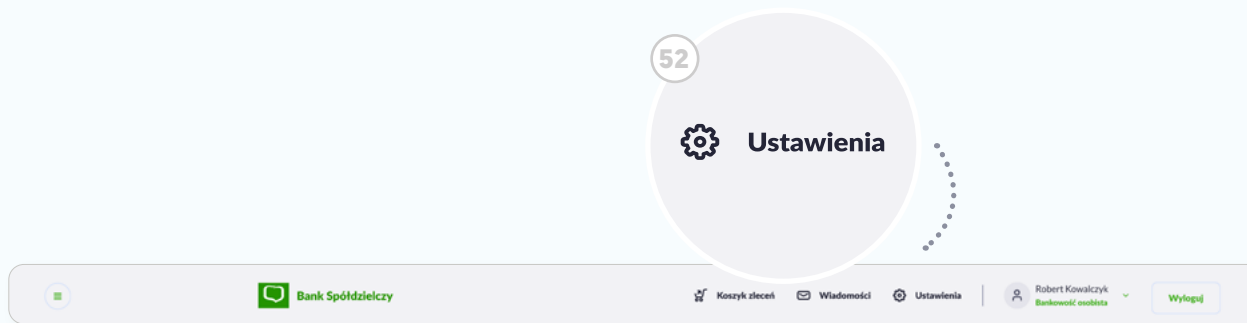 52
Ustawienia
Bank Spółdzielczy
Koszyk zleceń
Wiadomości
Ustawienia
Robert Kowalczyk
Bankowość osobista
Wyloguj